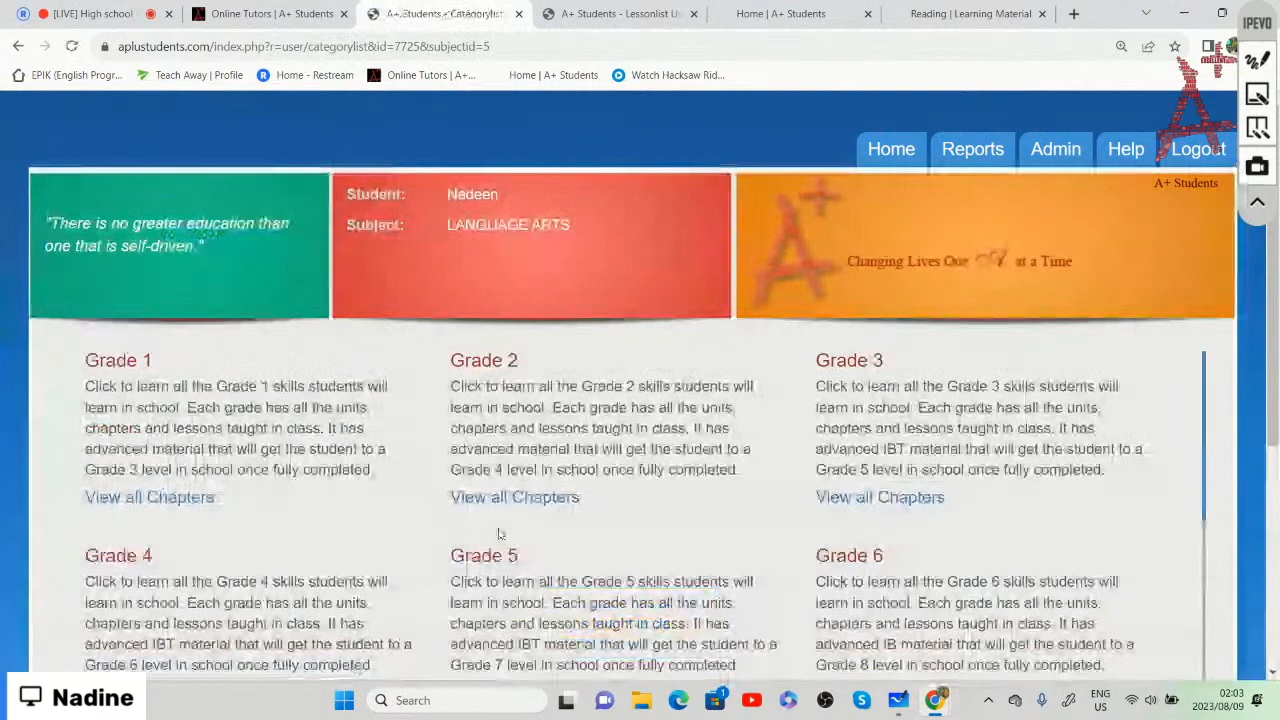 [LIVE] High school
Online Tutors | A+ Students
A+ Students - Categorylist
A+ Students - Lessonlist
Home | A+ Students
Reading | Learning Material
aplustudents.com/index.php?r=user/categorylist&id=7725&subjectid=5
EPIK (English Progr...
Teach Away | Profile
Home - Restream
Online Tutors | A+...
Home | A+ Students
Watch Hacksaw Rid...
IPEVO
Home
Reports
Admin
Help
Logout
A+ Students
"There is no greater education than
one that is self-driven."
Student: Nadeen
Subject: LANGUAGE ARTS
Changing Lives One A at a Time
Grade 1
Click to learn all the Grade 1 skills students will
learn in school. Each grade has all the units,
chapters and lessons taught in class. It has
advanced material that will get the student to a
Grade 3 level in school once fully completed.
View all Chapters
Grade 2
Click to learn all the Grade 2 skills students will
learn in school. Each grade has all the units,
chapters and lessons taught in class. It has
advanced material that will get the student to a
Grade 4 level in school once fully completed.
View all Chapters
Grade 3
Click to learn all the Grade 3 skills students will
learn in school. Each grade has all the units,
chapters and lessons taught in class. It has
advanced IBT material that will get the student to a
Grade 5 level in school once fully completed.
View all Chapters
Grade 4
Click to learn all the Grade 4 skills students will
learn in school. Each grade has all the units,
chapters and lessons taught in class. It has
advanced IBT material that will get the student to a
Grade 6 level in school once fully completed.
Grade 5
Click to learn all the Grade 5 skills students will
learn in school. Each grade has all the units,
chapters and lessons taught in class. It has
advanced IBT material that will get the student to a
Grade 7 level in school once fully completed
Grade 6
Click to learn all the Grade 6 skills students will
learn in school. Each grade has all the units,
chapters and lessons taught in class. It has
advanced IB material that will get the student to a
Grade 8 level in school once fully completed.
Nadine
Search
1
ENG
US
02:03
2023/08/09